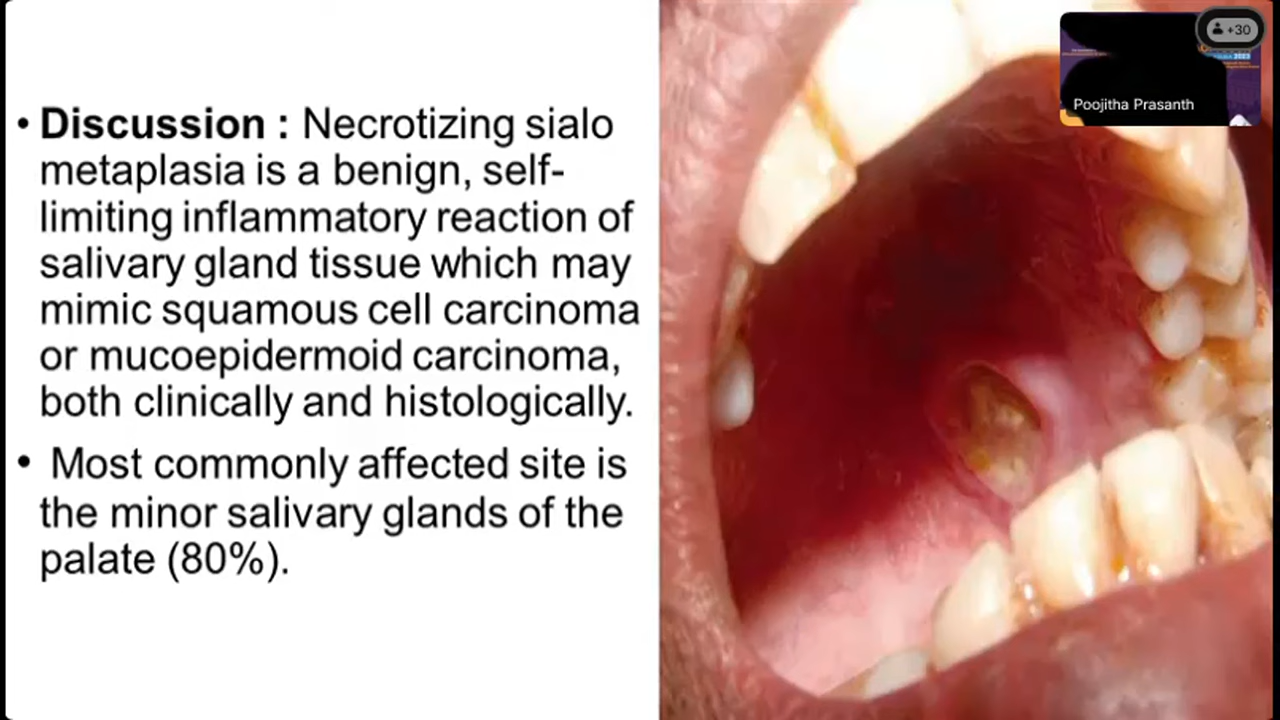 • Discussion : Necrotizing sialo
metaplasia is a benign, self-
limiting inflammatory reaction of
salivary gland tissue which may
mimic squamous cell carcinoma
or mucoepidermoid carcinoma,
both clinically and histologically.
• Most commonly affected site is
the minor salivary glands of the
palate (80%).
+30
Poojitha Prasanth